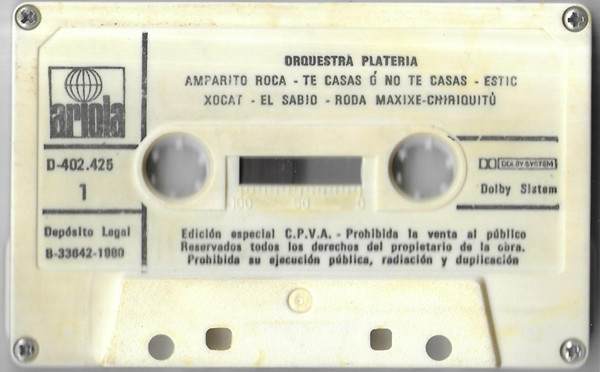 ORQUESTRA PLATERIA
AMPARITO ROCA - TE CASAS Ó NO TE CASAS - ESTIC
XOCAT - EL SABIO - RODA MAXIXE-CHIRIQUITÚ
ariola
D-402.425
1
DOLBY SYSTEM
Dolby Sistem
100 50 0
Depósito Legal
B-33642-1980
Edición especial C.P.V.A. - Prohibida la venta al público
Reservados todos los derechos del propietario de la obra.
Prohibida su ejecución pública, radiación y duplicación